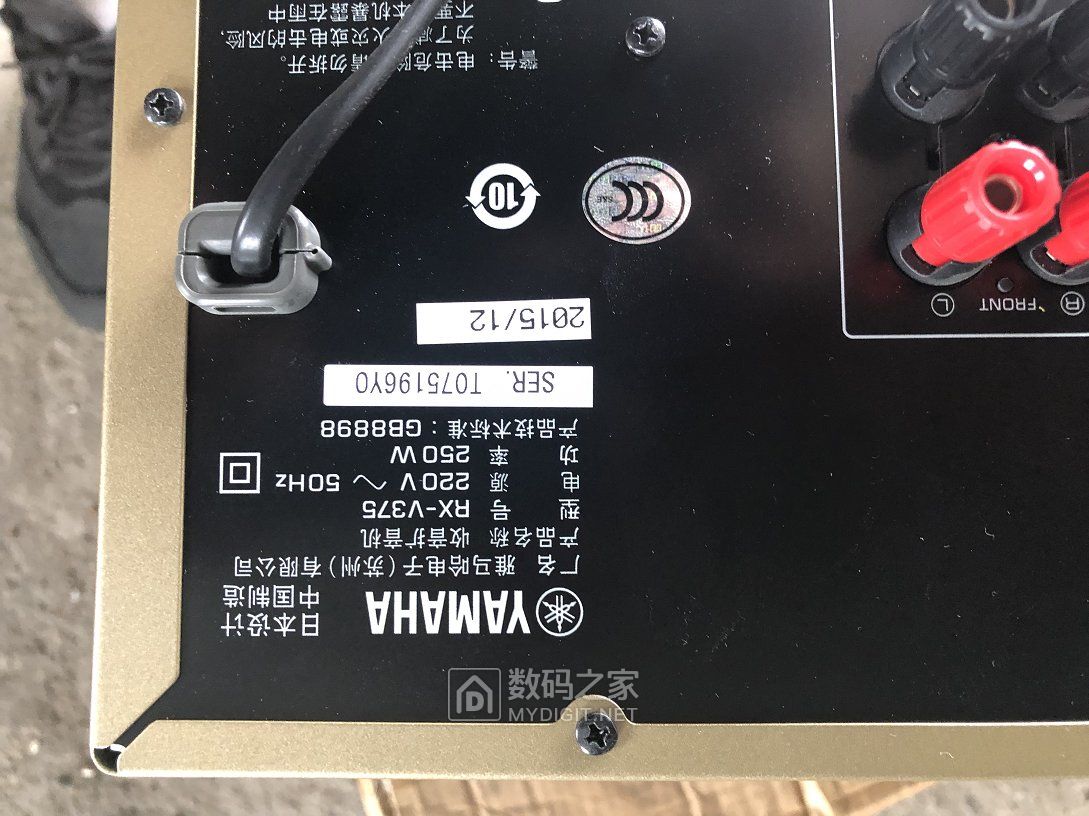 YAMAHA
日本设计
中国制造
厂名 雅马哈电子(苏州)有限公司
产品名称 收音扩音机
型号 RX-V375
电源 220V ～ 50Hz
功率 250W
产品技术标准：GB8898
SER. T075196Y0
2015/12
10
CCC
S&E
L
FRONT
R
警告：
电击危险 请勿拆开。
为了减 火灾或电击的风险，
不要 本机暴露在雨中
数码之家
MYDIGIT.NET